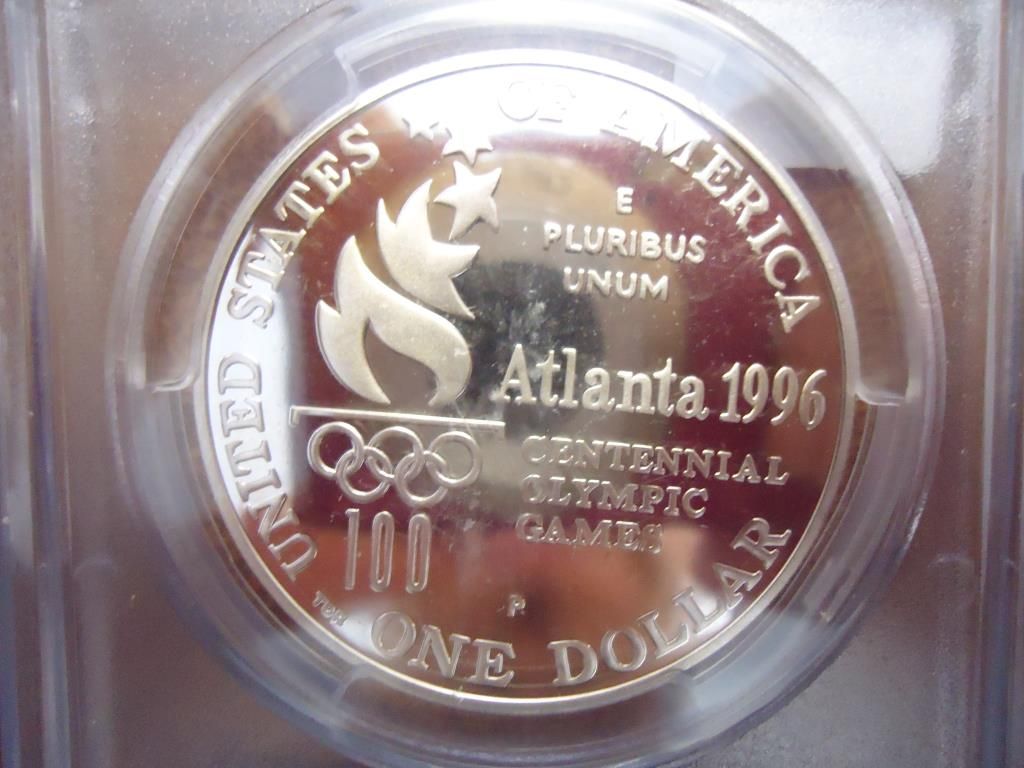 UNITED STATES OF AMERICA
E
PLURIBUS
UNUM
Atlanta 1996
CENTENNIAL
OLYMPIC
GAMES
100
P
ONE DOLLAR